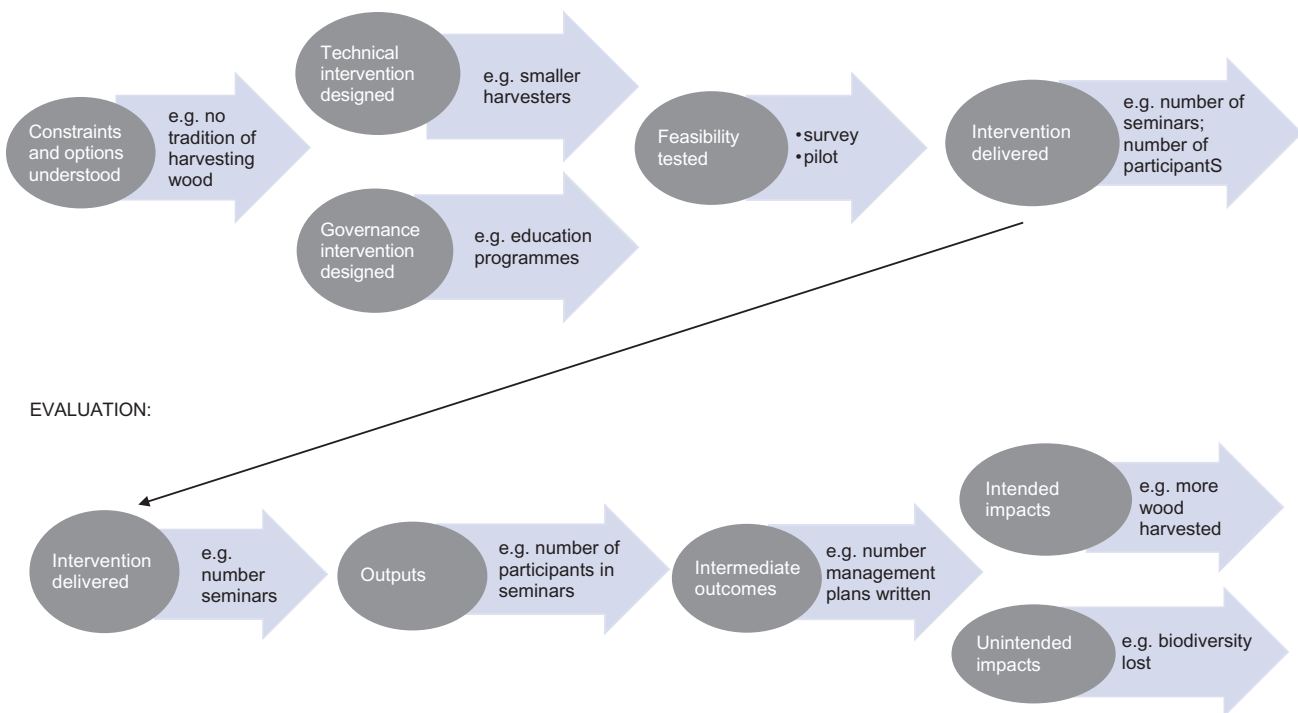 Constraints
and options
understood
e.g. no
tradition of
harvesting
wood
Technical
intervention
designed
e.g. smaller
harvesters
Governance
intervention
designed
e.g. education
programmes
Feasibility
tested
•survey
•pilot
Intervention
delivered
e.g. number of
seminars;
number of
participantS
EVALUATION:
Intervention
delivered
e.g.
number
seminars
Outputs
e.g. number of
participants in
seminars
Intermediate
outcomes
e.g. number
management
plans written
Intended
impacts
e.g. more
wood
harvested
Unintended
impacts
e.g. biodiversity
lost